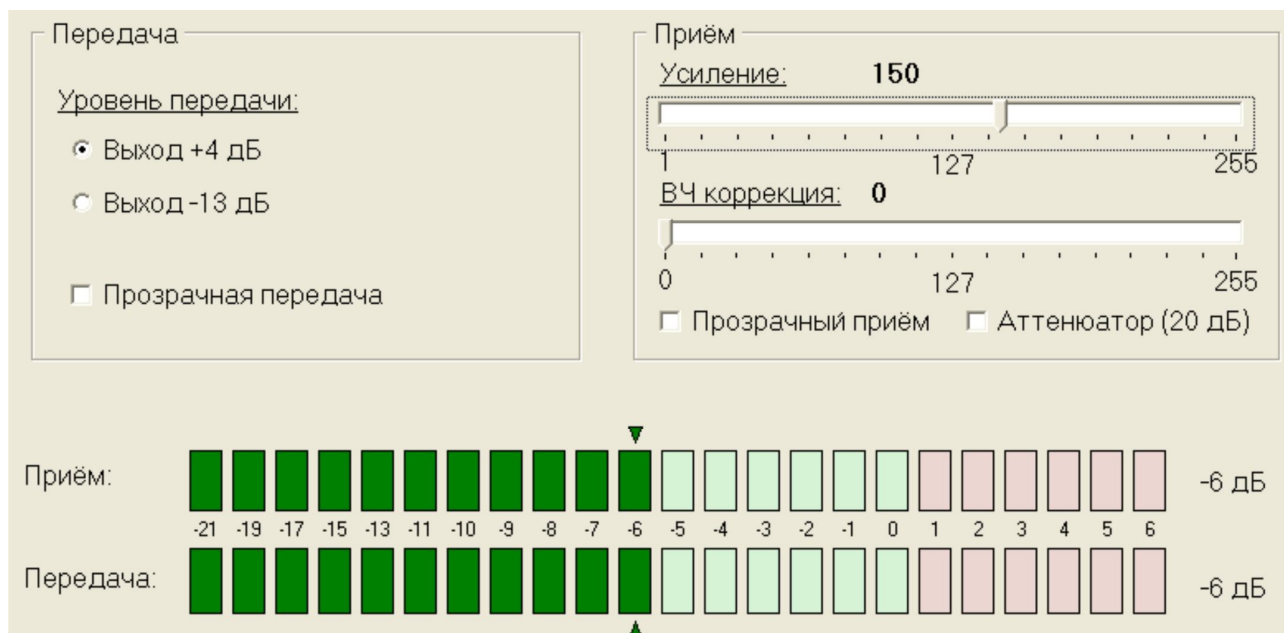 Передача
Уровень передачи:
Выход +4 дБ
Выход -13 дБ
Прозрачная передача
Приём
Усиление: 150
1 127 255
ВЧ коррекция: 0
0 127 255
Прозрачный приём Аттенюатор (20 дБ)
Приём: -6 дБ
-21 -19 -17 -15 -13 -11 -10 -9 -8 -7 -6 -5 -4 -3 -2 -1 0 1 2 3 4 5 6
Передача: -6 дБ